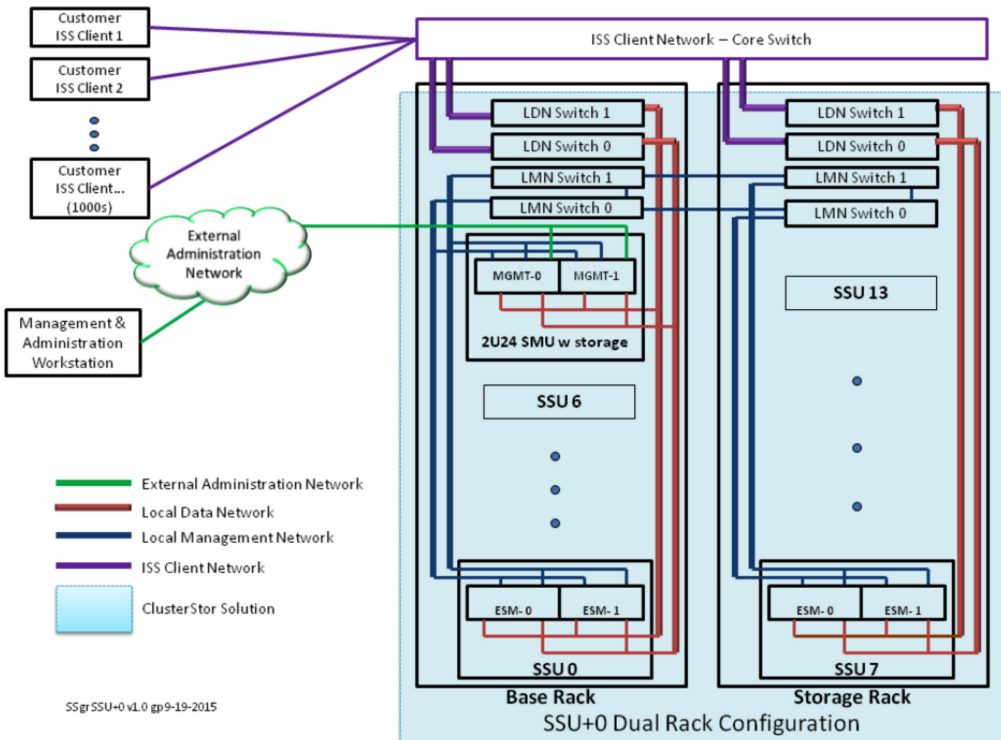 Customer
ISS Client 1
ISS Client Network – Core Switch
Customer
ISS Client 2
Customer
ISS Client...
(1000s)
External
Administration
Network
Management &
Administration
Workstation
LDN Switch 1
LDN Switch 0
LMN Switch 1
LMN Switch 0
MGMT-0
MGMT-1
2U24 SMU w storage
SSU 6
ESM- 0
ESM- 1
SSU 0
Base Rack
LDN Switch 1
LDN Switch 0
LMN Switch 1
LMN Switch 0
SSU 13
ESM- 0
ESM- 1
SSU 7
Storage Rack
SSU+0 Dual Rack Configuration
External Administration Network
Local Data Network
Local Management Network
ISS Client Network
ClusterStor Solution
SSgrSSU+0 v1.0 gp9-19-2015